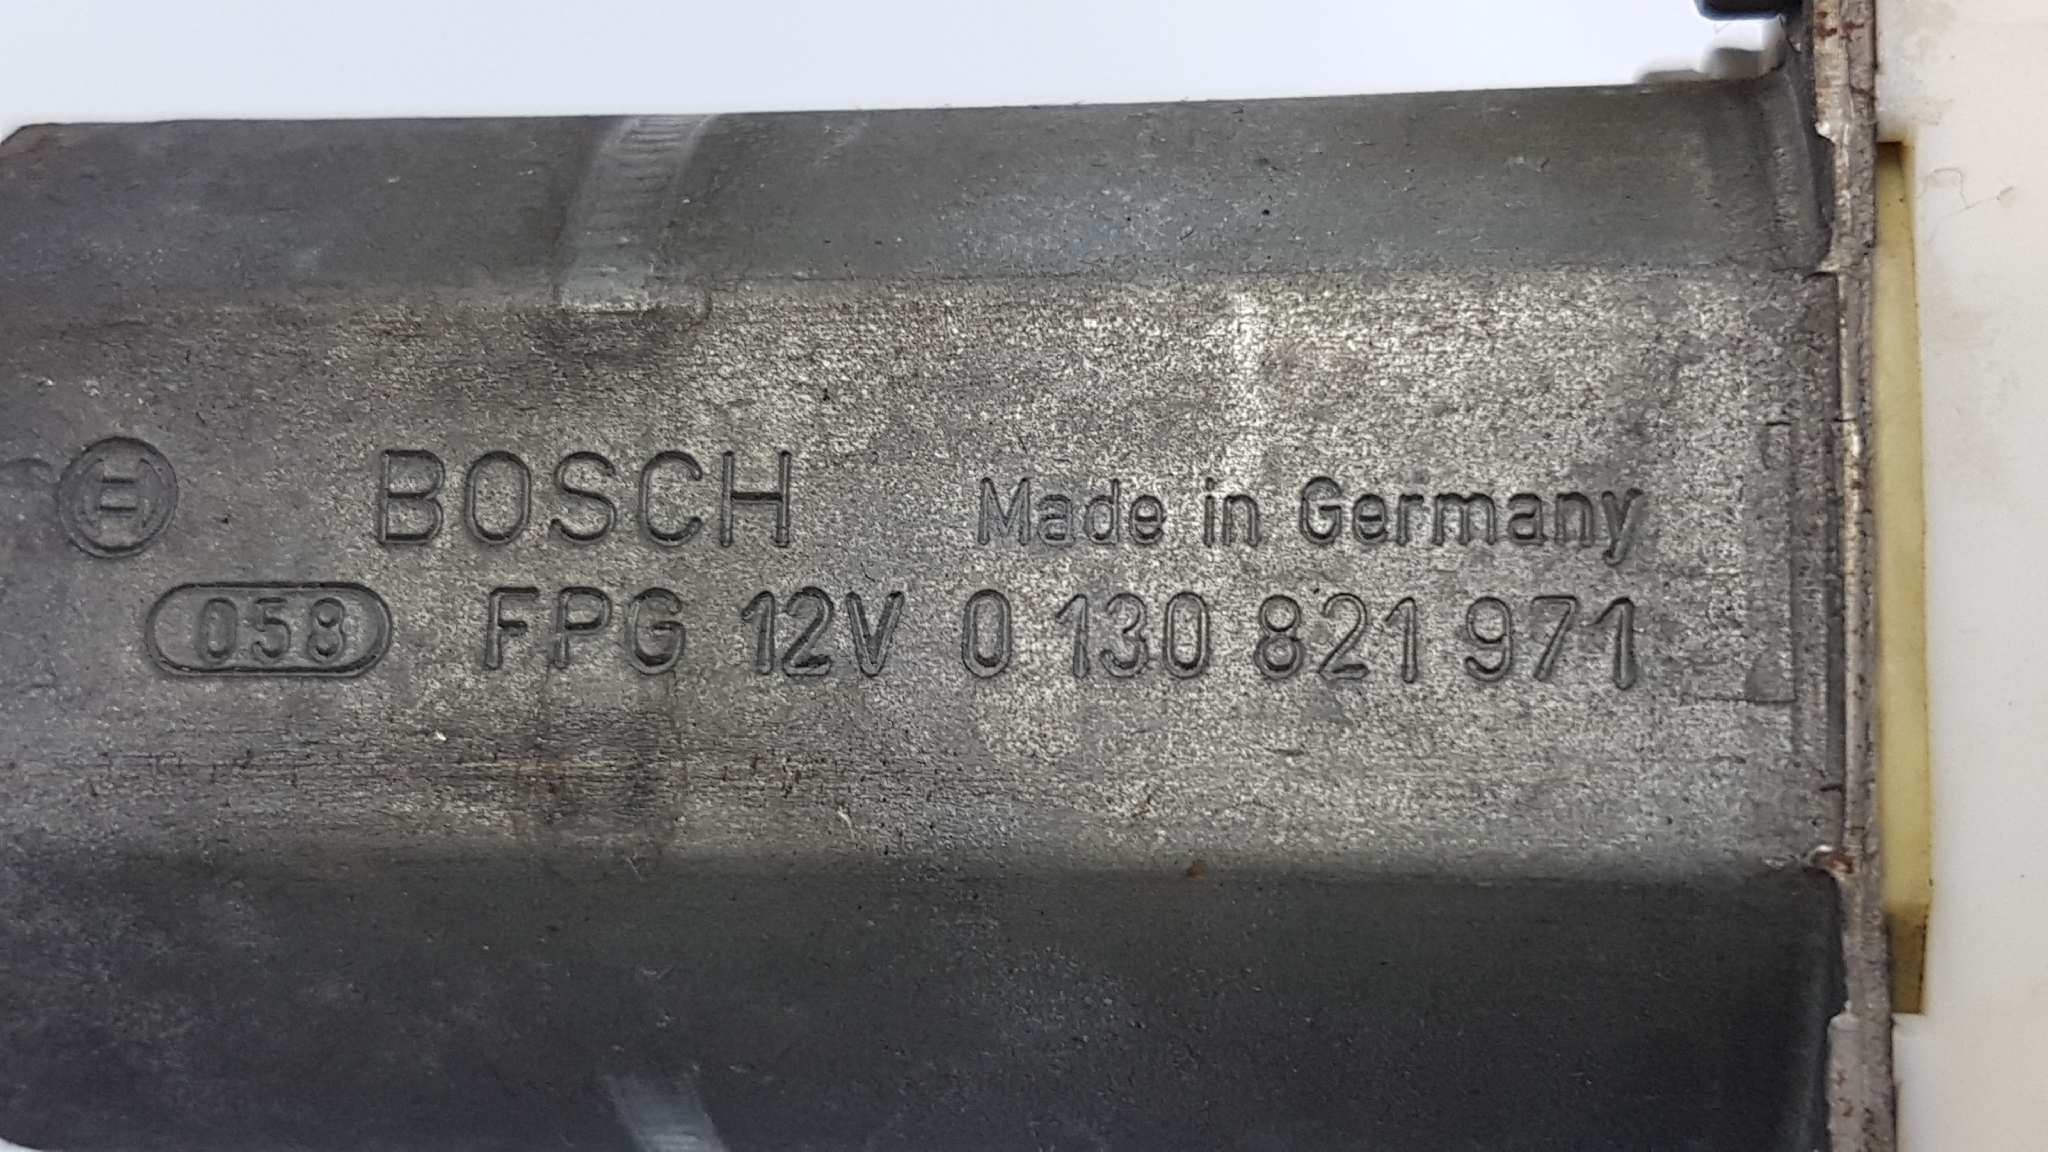 BOSCH Made in Germany
058 FPG 12V 0 130 821 971